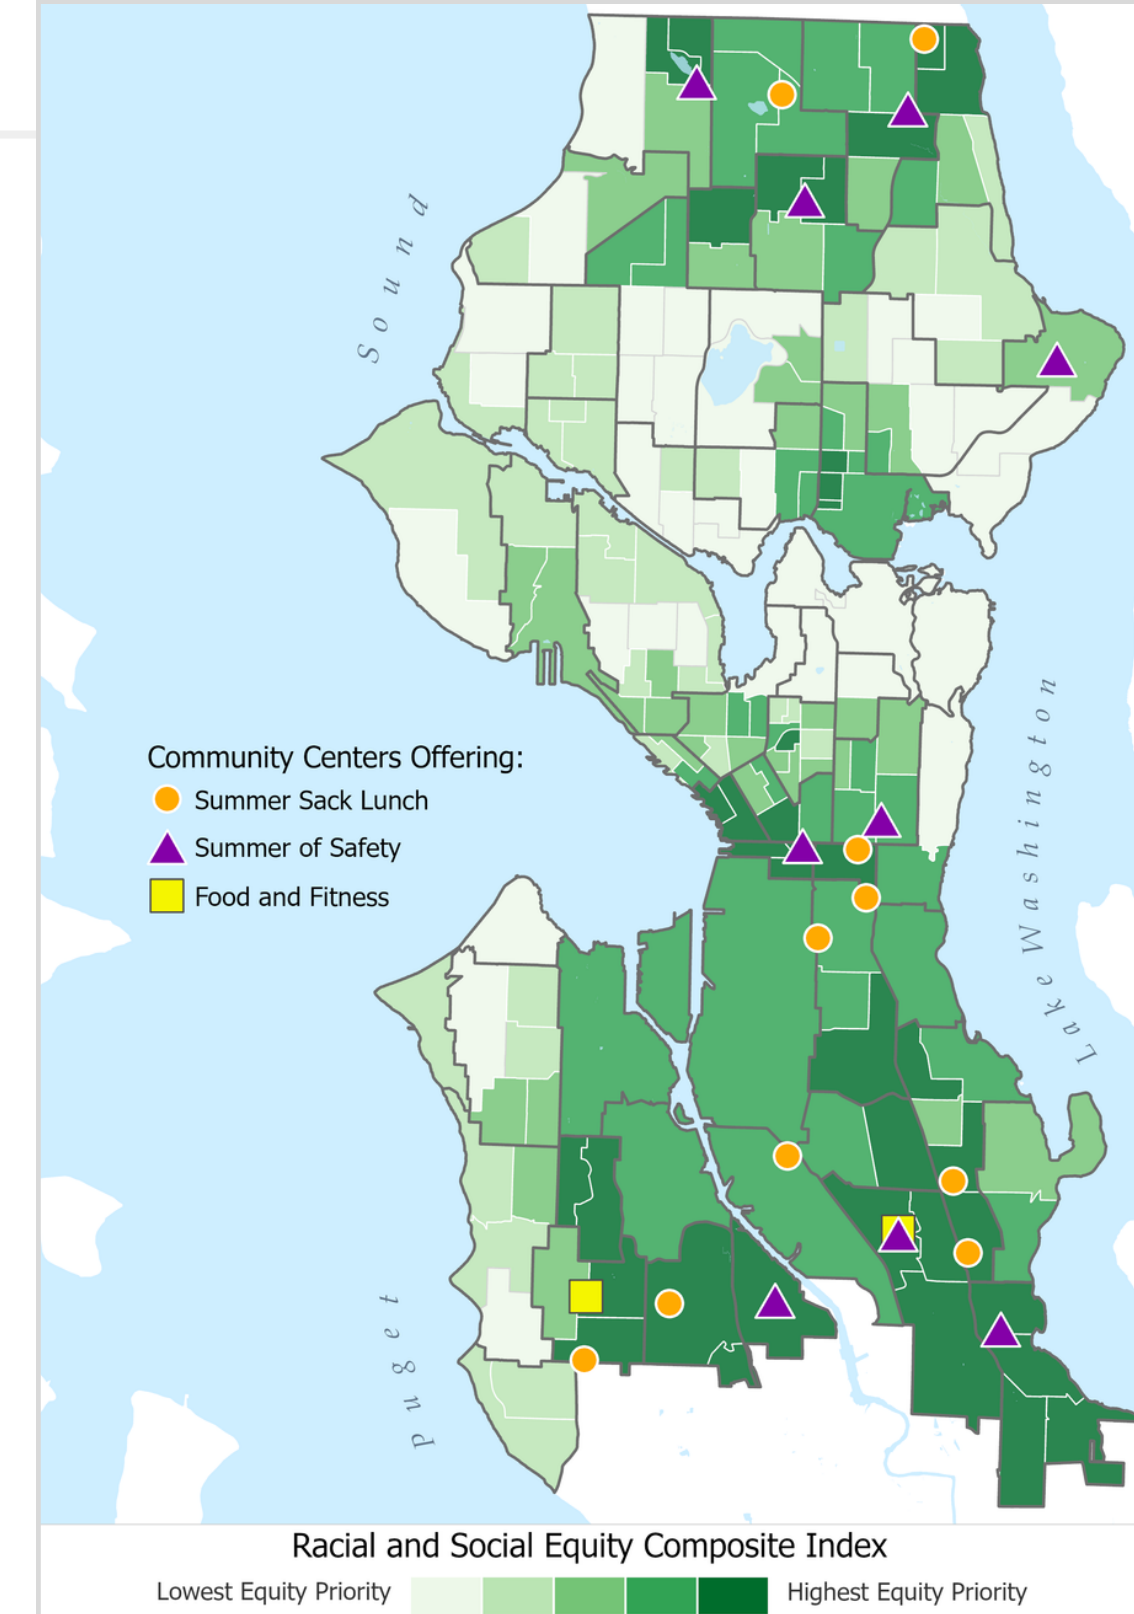 Sound
Community Centers Offering:
Summer Sack Lunch
Summer of Safety
Food and Fitness
Lake Washington
Puget
Racial and Social Equity Composite Index
Lowest Equity Priority
Highest Equity Priority